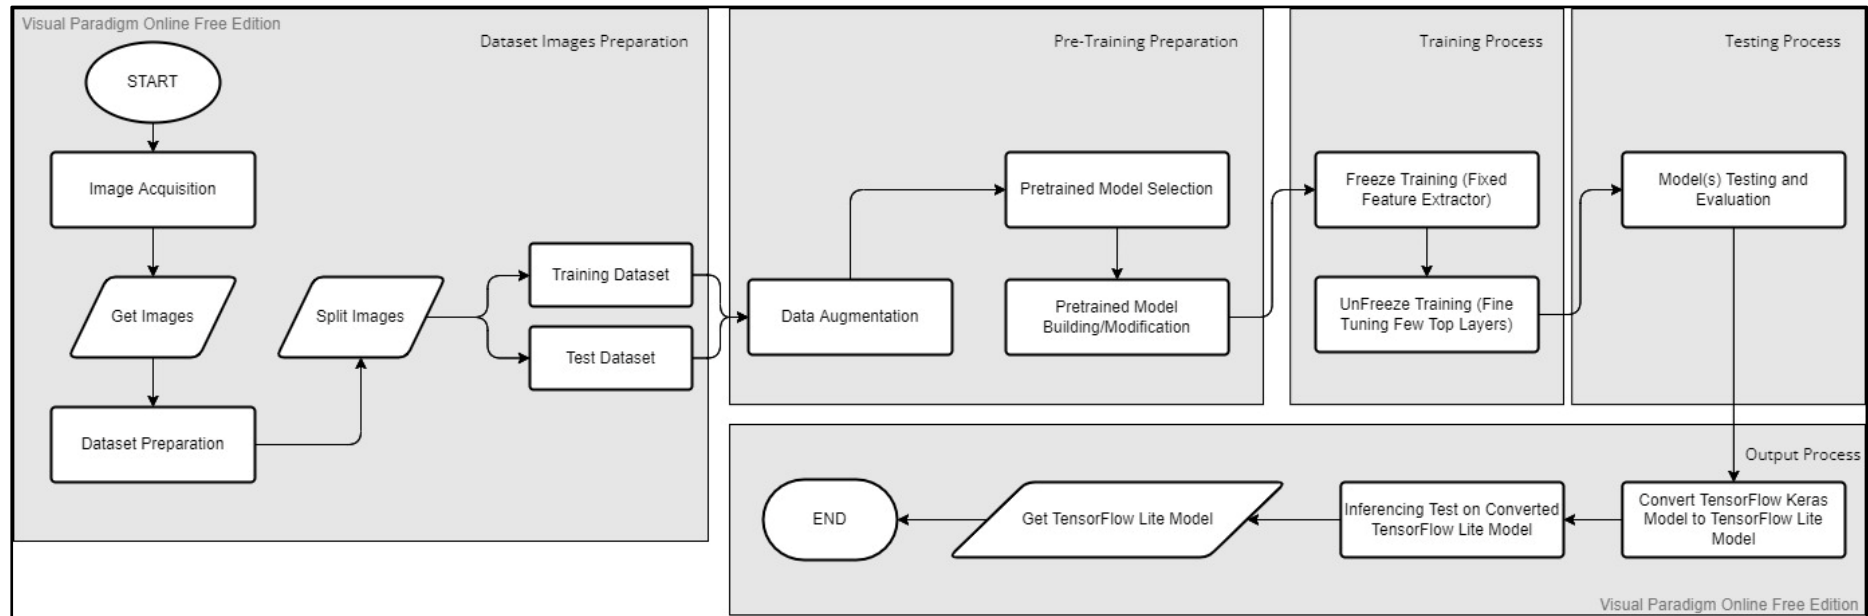 Visual Paradigm Online Free Edition
Dataset Images Preparation
START
Image Acquisition
Get Images
Dataset Preparation
Split Images
Training Dataset
Test Dataset
Pre-Training Preparation
Data Augmentation
Pretrained Model Selection
Pretrained Model
Building/Modification
Training Process
Freeze Training (Fixed
Feature Extractor)
UnFreeze Training (Fine
Tuning Few Top Layers)
Testing Process
Model(s) Testing and
Evaluation
Output Process
Convert TensorFlow Keras
Model to TensorFlow Lite
Model
Inferencing Test on Converted
TensorFlow Lite Model
Get TensorFlow Lite Model
END
Visual Paradigm Online Free Edition